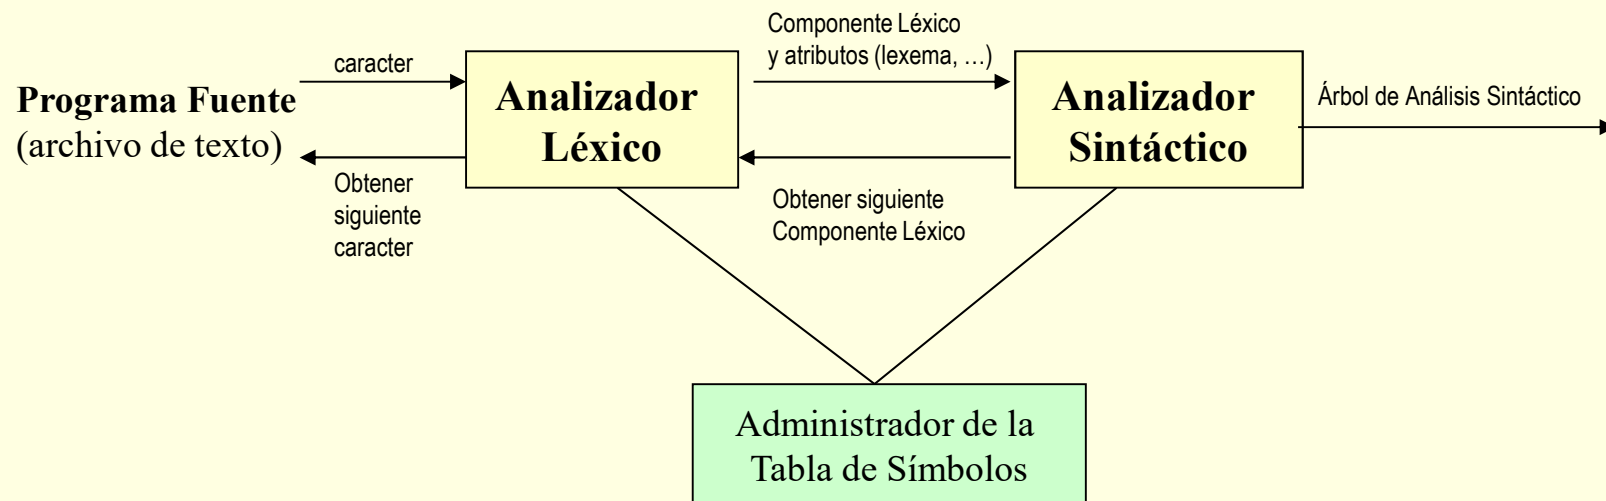 Programa Fuente
(archivo de texto)
caracter
Obtener
siguiente
caracter
Analizador
Léxico
Componente Léxico
y atributos (lexema, …)
Obtener siguiente
Componente Léxico
Analizador
Sintáctico
Árbol de Análisis Sintáctico
Administrador de la
Tabla de Símbolos